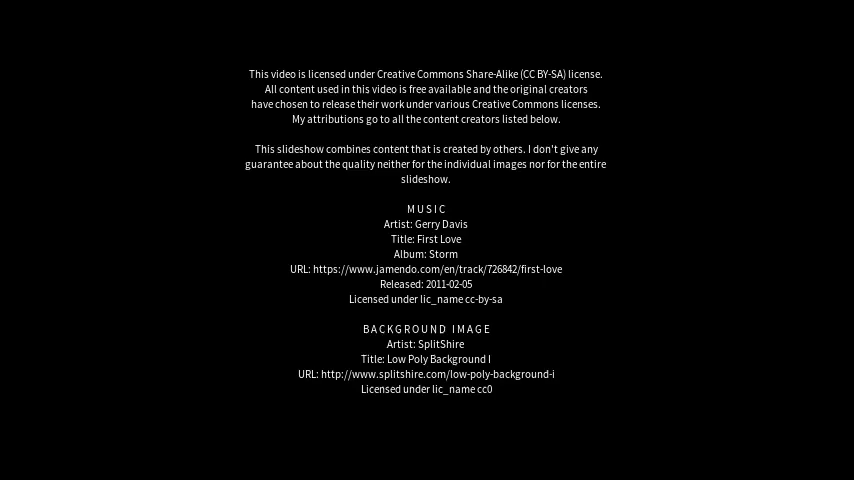 This video is licensed under Creative Commons Share-Alike (CC BY-SA) license.
All content used in this video is free available and the original creators
have chosen to release their work under various Creative Commons licenses.
My attributions go to all the content creators listed below.
This slideshow combines content that is created by others. I don't give any
guarantee about the quality neither for the individual images nor for the entire
slideshow.
MUSIC
Artist: Gerry Davis
Title: First Love
Album: Storm
URL: https://www.jamendo.com/en/track/726842/first-love
Released: 2011-02-05
Licensed under lic_name cc-by-sa
BACKGROUND IMAGE
Artist: SplitShire
Title: Low Poly Background I
URL: http://www.splitshire.com/low-poly-background-i
Licensed under lic_name cc0